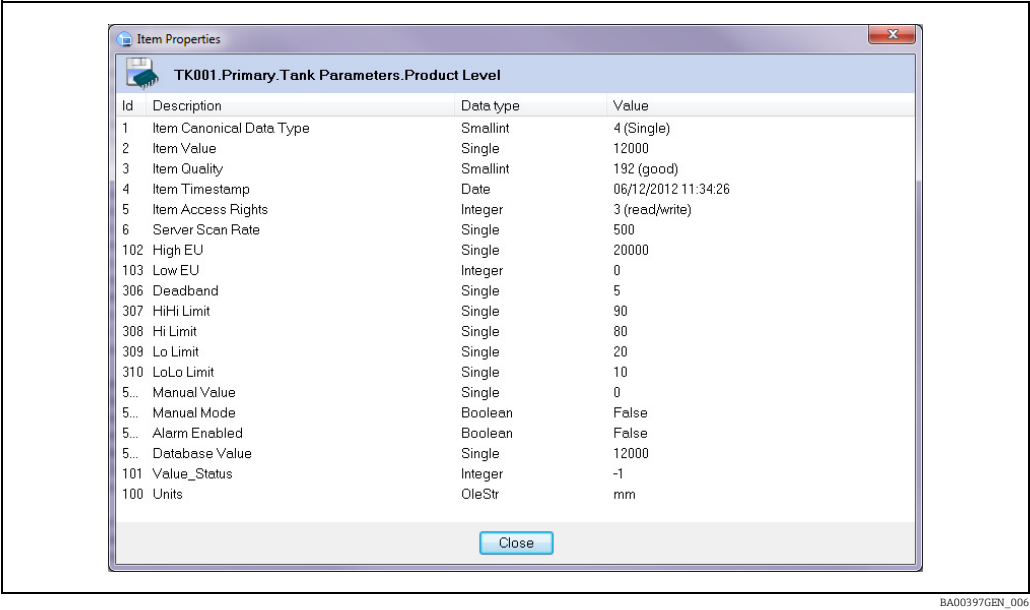 Item Properties
TK001.Primary.Tank Parameters.Product Level
Id Description Data type Value
1 Item Canonical Data Type Smallint 4 (Single)
2 Item Value Single 12000
3 Item Quality Smallint 192 (good)
4 Item Timestamp Date 06/12/2012 11:34:26
5 Item Access Rights Integer 3 (read/write)
6 Server Scan Rate Single 500
102 High EU Single 20000
103 Low EU Integer 0
306 Deadband Single 5
307 HiHi Limit Single 90
308 Hi Limit Single 80
309 Lo Limit Single 20
310 LoLo Limit Single 10
5... Manual Value Single 0
5... Manual Mode Boolean False
5... Alarm Enabled Boolean False
5... Database Value Single 12000
101 Value_Status Integer -1
100 Units OleStr mm
Close
BA00397GEN_006